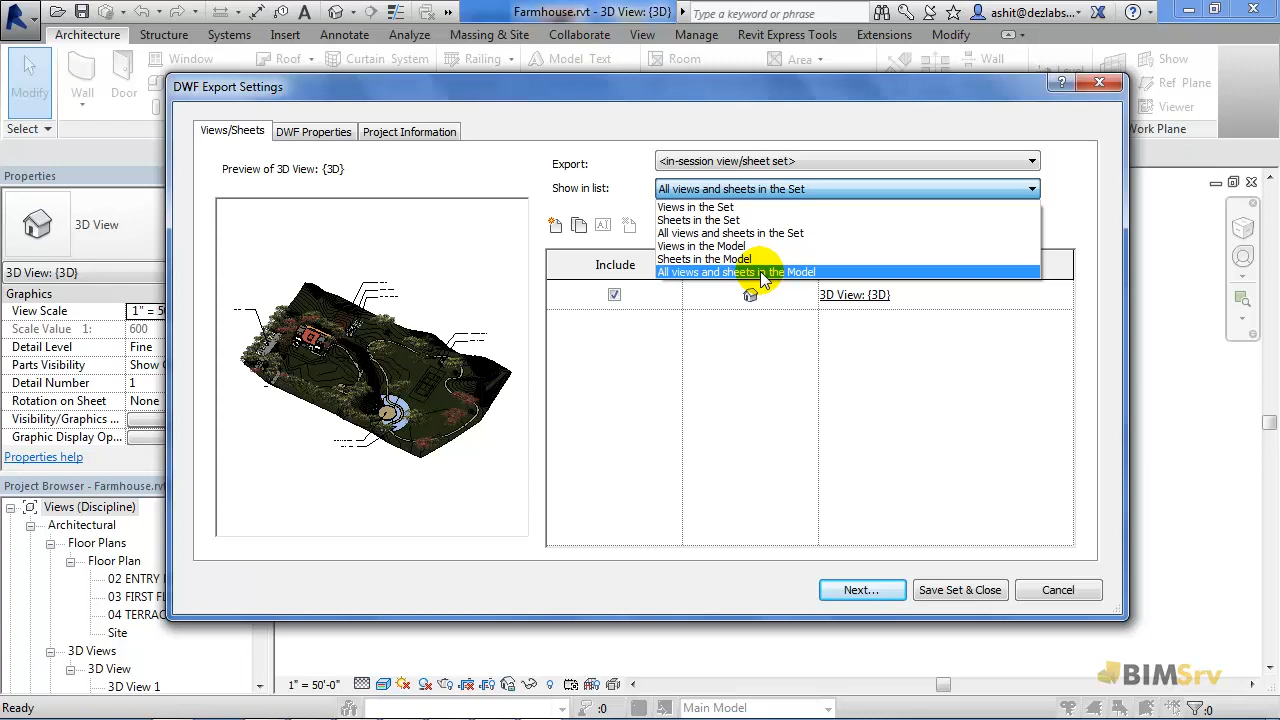 Farmhouse.rvt - 3D View: {3D}
Type a keyword or phrase
ashit@dezlabs...
Architecture Structure Systems Insert Annotate Analyze Massing & Site Collaborate View Manage Revit Express Tools Extensions Modify
Modify
Wall
Door
Window
Roof
Curtain System
Railing
Model Text
Room
Area
Wall
Level
Show
Ref Plane
Viewer
Select
Work Plane
DWF Export Settings
Views/Sheets DWF Properties Project Information
Preview of 3D View: {3D}
Export: <in-session view/sheet set>
Show in list: All views and sheets in the Set
Views in the Set
Sheets in the Set
All views and sheets in the Set
Views in the Model
Sheets in the Model
All views and sheets in the Model
Include
3D View: {3D}
Next... Save Set & Close Cancel
Properties
3D View
3D View: {3D}
Graphics
View Scale 1" = 50
Scale Value 1: 600
Detail Level Fine
Parts Visibility Show O
Detail Number 1
Rotation on Sheet None
Visibility/Graphics ...
Graphic Display Op...
Properties help
Project Browser - Farmhouse.rvt
Views (Discipline)
Architectural
Floor Plans
Floor Plan
02 ENTRY
03 FIRST FL
04 TERRAC
Site
3D Views
3D View
3D View 1
1" = 50'-0"
Ready
:0
Main Model
:0
BIMSrv